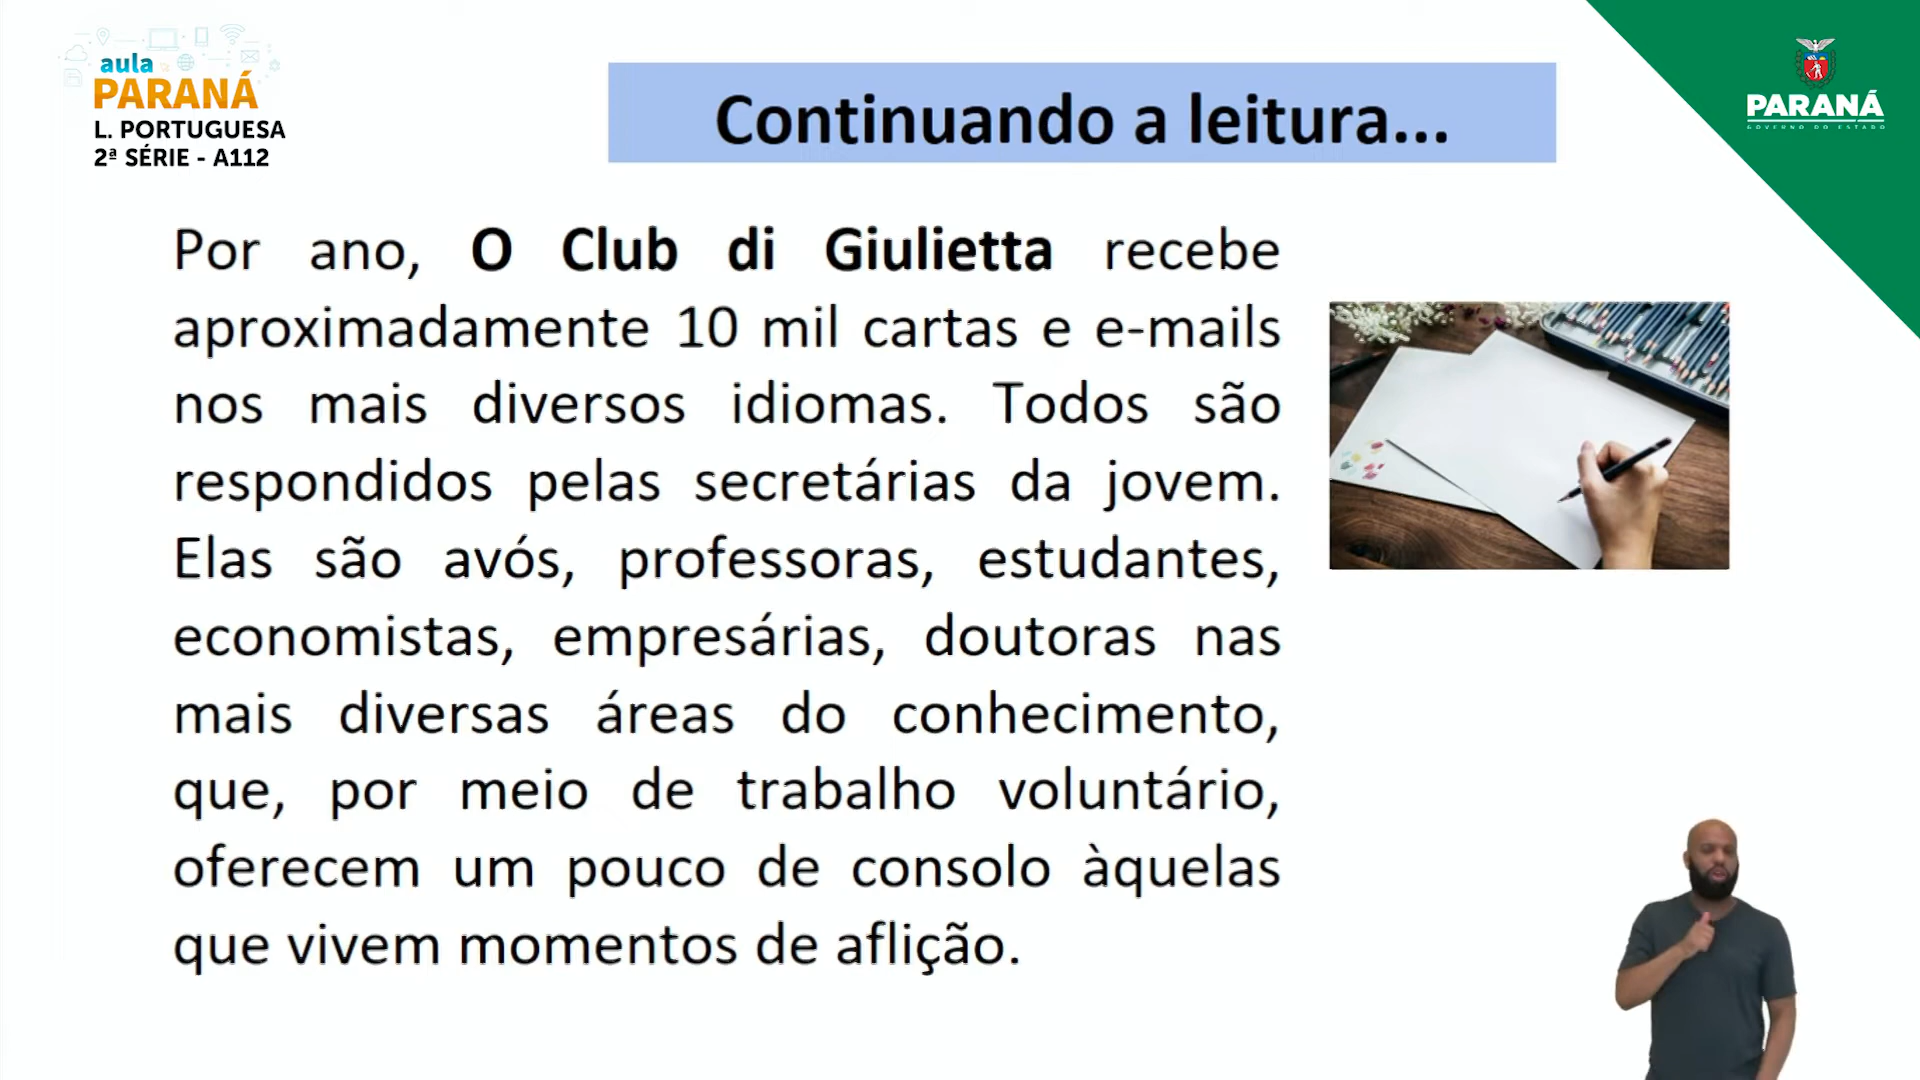 aula
PARANÁ
L. PORTUGUESA
2ª SÉRIE - A112
Continuando a leitura...
PARANÁ
GOVERNO DO ESTADO
Por ano, O Club di Giulietta recebe
aproximadamente 10 mil cartas e e-mails
nos mais diversos idiomas. Todos são
respondidos pelas secretárias da jovem.
Elas são avós, professoras, estudantes,
economistas, empresárias, doutoras nas
mais diversas áreas do conhecimento,
que, por meio de trabalho voluntário,
oferecem um pouco de consolo àquelas
que vivem momentos de aflição.